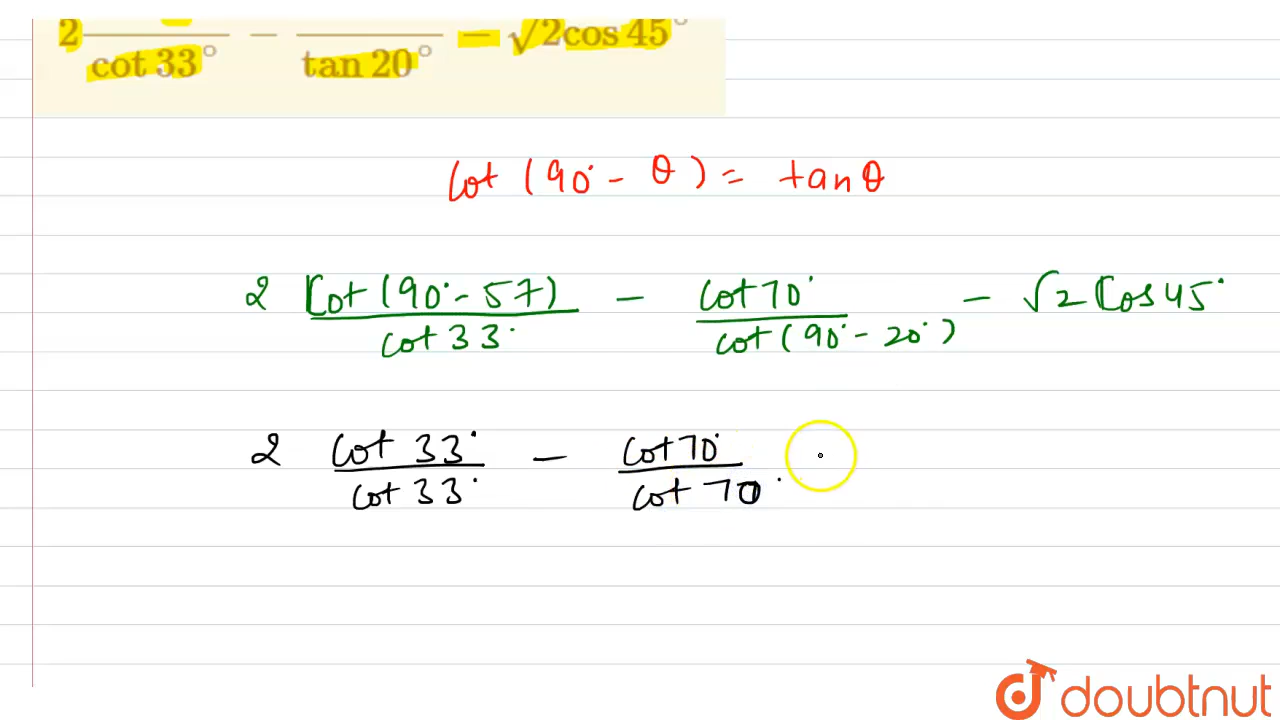 2 / cot 33° − / tan 20° − √2cos 45°
Cot (90° − θ) = tanθ
2 Cot(90° − 57) / cot 33° − cot 70° / cot(90° − 20°) − √2 Cos 45°
2 cot 33° / cot 33° − cot 70° / cot 70°
doubtnut